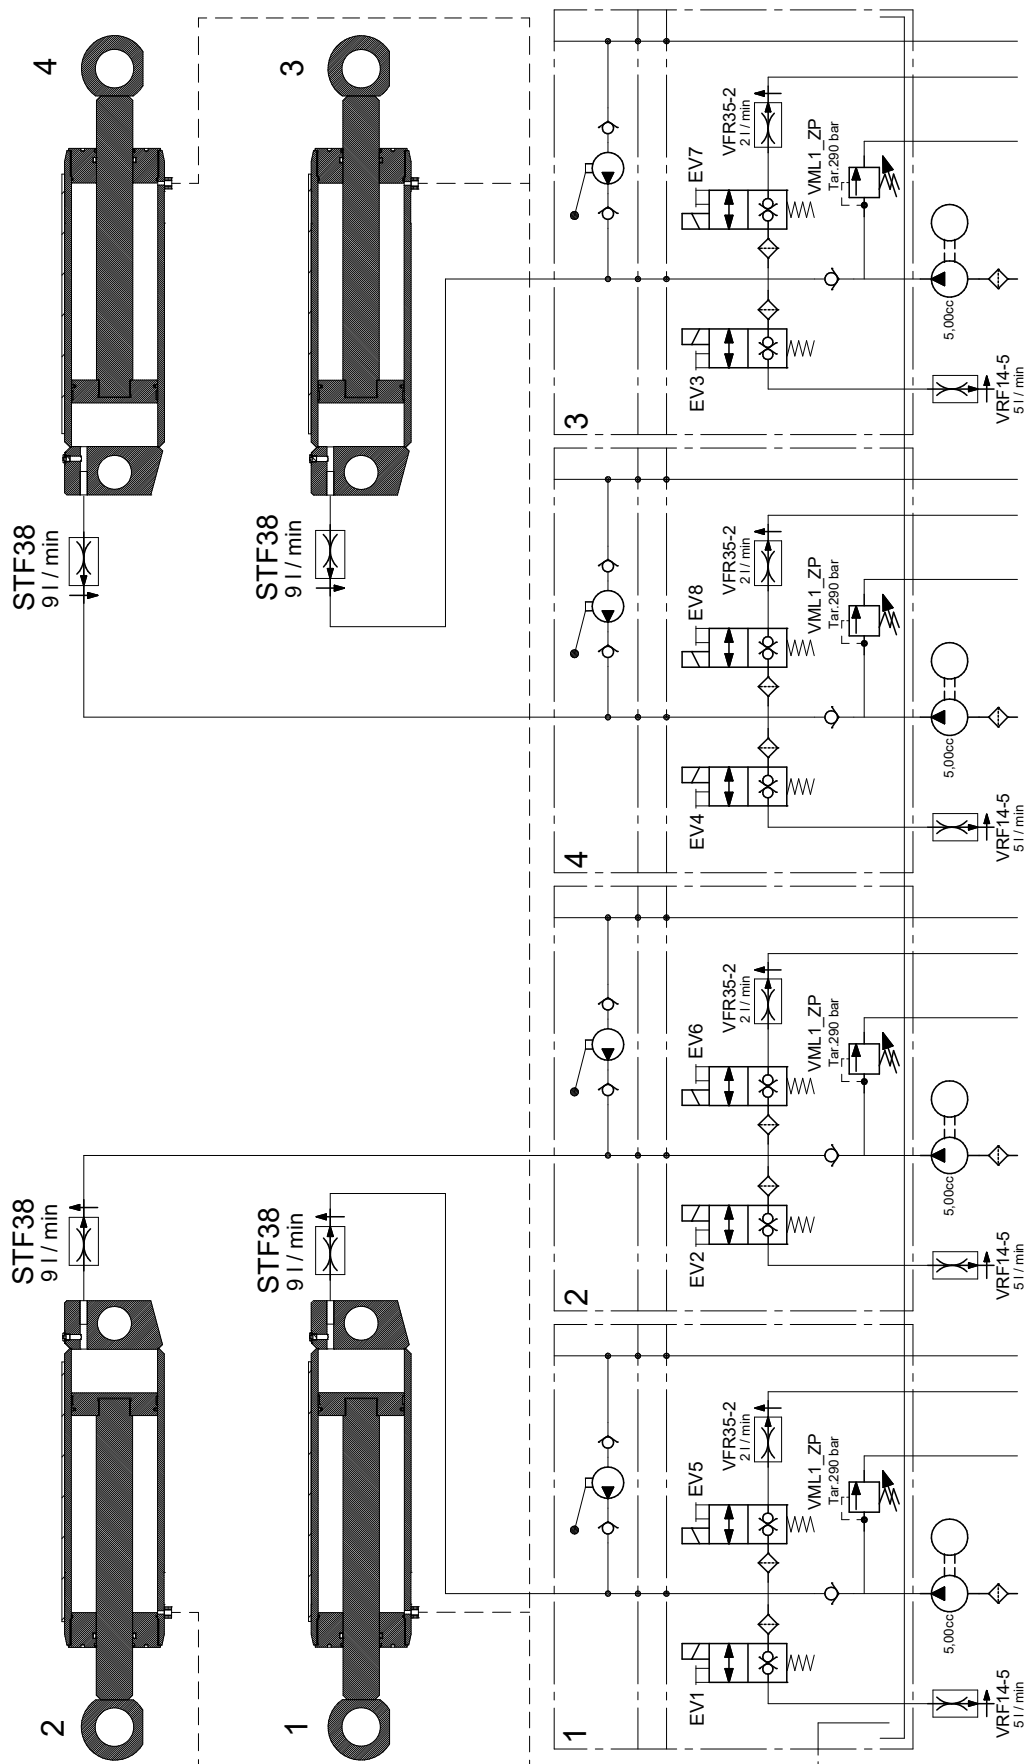 4
3
STF38
9 l / min
STF38
9 l / min
2
1
STF38
9 l / min
STF38
9 l / min
3
EV7
VFR35-2
2 l / min
VML1_ZP
Tar.290 bar
EV3
5,00cc
VRF14-5
5 l / min
4
EV8
VFR35-2
2 l / min
VML1_ZP
Tar.290 bar
EV4
5,00cc
VRF14-5
5 l / min
2
EV6
VFR35-2
2 l / min
VML1_ZP
Tar.290 bar
EV2
5,00cc
VRF14-5
5 l / min
1
EV5
VFR35-2
2 l / min
VML1_ZP
Tar.290 bar
EV1
5,00cc
VRF14-5
5 l / min